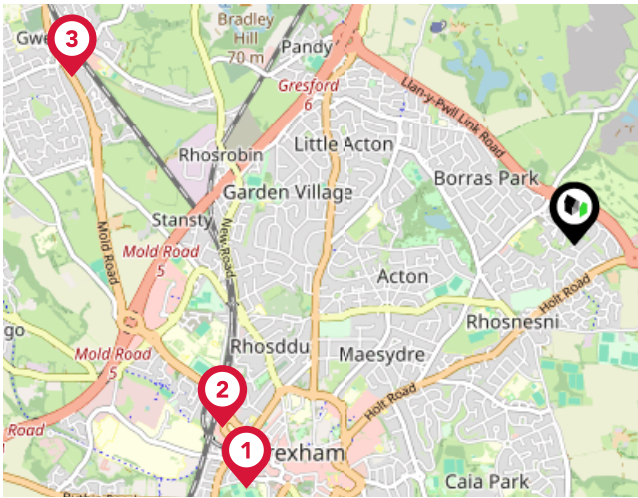 Bradley
Hill
70 m
Gwe
3
Pandy
Gresford
6
Llan-y-Pwll Link Road
Little Acton
Rhosrobin
Borras Park
Garden Village
Stansty
New Road
Mold Road
Mold Road
5
Acton
Holt Road
Rhosnesni
go
Rhosddu
Maesydre
Mold Road
5
2
Holt Road
Road
1
rexham
Caia Park